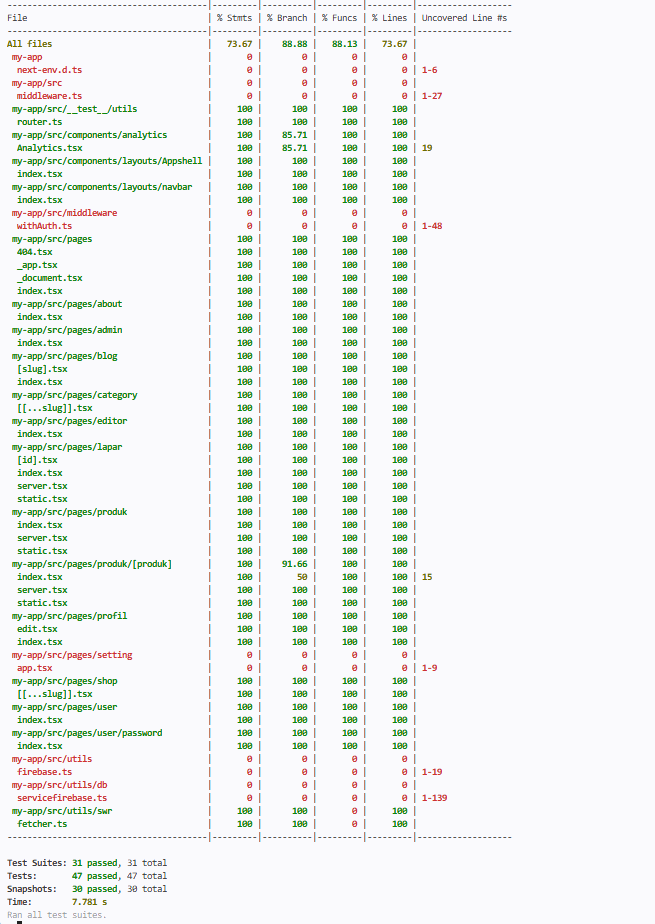 -----------------------------------------|---------|----------|---------|---------|-------------------
File                                     | % Stmts | % Branch | % Funcs | % Lines | Uncovered Line #s
-----------------------------------------|---------|----------|---------|---------|-------------------
All files                                |   73.67 |    88.88 |   88.13 |   73.67 |
 my-app                                  |       0 |        0 |       0 |       0 |
  next-env.d.ts                          |       0 |        0 |       0 |       0 | 1-6
 my-app/src                              |       0 |        0 |       0 |       0 |
  middleware.ts                          |       0 |        0 |       0 |       0 | 1-27
 my-app/src/__test__/utils               |     100 |      100 |     100 |     100 |
  router.ts                              |     100 |      100 |     100 |     100 |
 my-app/src/components/analytics         |     100 |    85.71 |     100 |     100 |
  Analytics.tsx                          |     100 |    85.71 |     100 |     100 | 19
 my-app/src/components/layouts/Appshell  |     100 |      100 |     100 |     100 |
  index.tsx                              |     100 |      100 |     100 |     100 |
 my-app/src/components/layouts/navbar    |     100 |      100 |     100 |     100 |
  index.tsx                              |     100 |      100 |     100 |     100 |
 my-app/src/middleware                   |       0 |        0 |       0 |       0 |
  withAuth.ts                            |       0 |        0 |       0 |       0 | 1-48
 my-app/src/pages                        |     100 |      100 |     100 |     100 |
  404.tsx                                |     100 |      100 |     100 |     100 |
  _app.tsx                               |     100 |      100 |     100 |     100 |
  _document.tsx                          |     100 |      100 |     100 |     100 |
  index.tsx                              |     100 |      100 |     100 |     100 |
 my-app/src/pages/about                  |     100 |      100 |     100 |     100 |
  index.tsx                              |     100 |      100 |     100 |     100 |
 my-app/src/pages/admin                  |     100 |      100 |     100 |     100 |
  index.tsx                              |     100 |      100 |     100 |     100 |
 my-app/src/pages/blog                   |     100 |      100 |     100 |     100 |
  [slug].tsx                             |     100 |      100 |     100 |     100 |
  index.tsx                              |     100 |      100 |     100 |     100 |
 my-app/src/pages/category               |     100 |      100 |     100 |     100 |
  [[...slug]].tsx                        |     100 |      100 |     100 |     100 |
 my-app/src/pages/editor                 |     100 |      100 |     100 |     100 |
  index.tsx                              |     100 |      100 |     100 |     100 |
 my-app/src/pages/lapar                  |     100 |      100 |     100 |     100 |
  [id].tsx                               |     100 |      100 |     100 |     100 |
  index.tsx                              |     100 |      100 |     100 |     100 |
  server.tsx                             |     100 |      100 |     100 |     100 |
  static.tsx                             |     100 |      100 |     100 |     100 |
 my-app/src/pages/produk                 |     100 |      100 |     100 |     100 |
  index.tsx                              |     100 |      100 |     100 |     100 |
  server.tsx                             |     100 |      100 |     100 |     100 |
  static.tsx                             |     100 |      100 |     100 |     100 |
 my-app/src/pages/produk/[produk]        |     100 |    91.66 |     100 |     100 |
  index.tsx                              |     100 |       50 |     100 |     100 | 15
  server.tsx                             |     100 |      100 |     100 |     100 |
  static.tsx                             |     100 |      100 |     100 |     100 |
 my-app/src/pages/profil                 |     100 |      100 |     100 |     100 |
  edit.tsx                               |     100 |      100 |     100 |     100 |
  index.tsx                              |     100 |      100 |     100 |     100 |
 my-app/src/pages/setting                |       0 |        0 |       0 |       0 |
  app.tsx                                |       0 |        0 |       0 |       0 | 1-9
 my-app/src/pages/shop                   |     100 |      100 |     100 |     100 |
  [[...slug]].tsx                        |     100 |      100 |     100 |     100 |
 my-app/src/pages/user                   |     100 |      100 |     100 |     100 |
  index.tsx                              |     100 |      100 |     100 |     100 |
 my-app/src/pages/user/password          |     100 |      100 |     100 |     100 |
  index.tsx                              |     100 |      100 |     100 |     100 |
 my-app/src/utils                        |       0 |        0 |       0 |       0 |
  firebase.ts                            |       0 |        0 |       0 |       0 | 1-19
 my-app/src/utils/db                     |       0 |        0 |       0 |       0 |
  servicefirebase.ts                     |       0 |        0 |       0 |       0 | 1-139
 my-app/src/utils/swr                    |     100 |      100 |       0 |     100 |
  fetcher.ts                             |     100 |      100 |       0 |     100 |
-----------------------------------------|---------|----------|---------|---------|-------------------
Test Suites: 31 passed, 31 total
Tests:       47 passed, 47 total
Snapshots:   30 passed, 30 total
Time:        7.781 s
Ran all test suites.